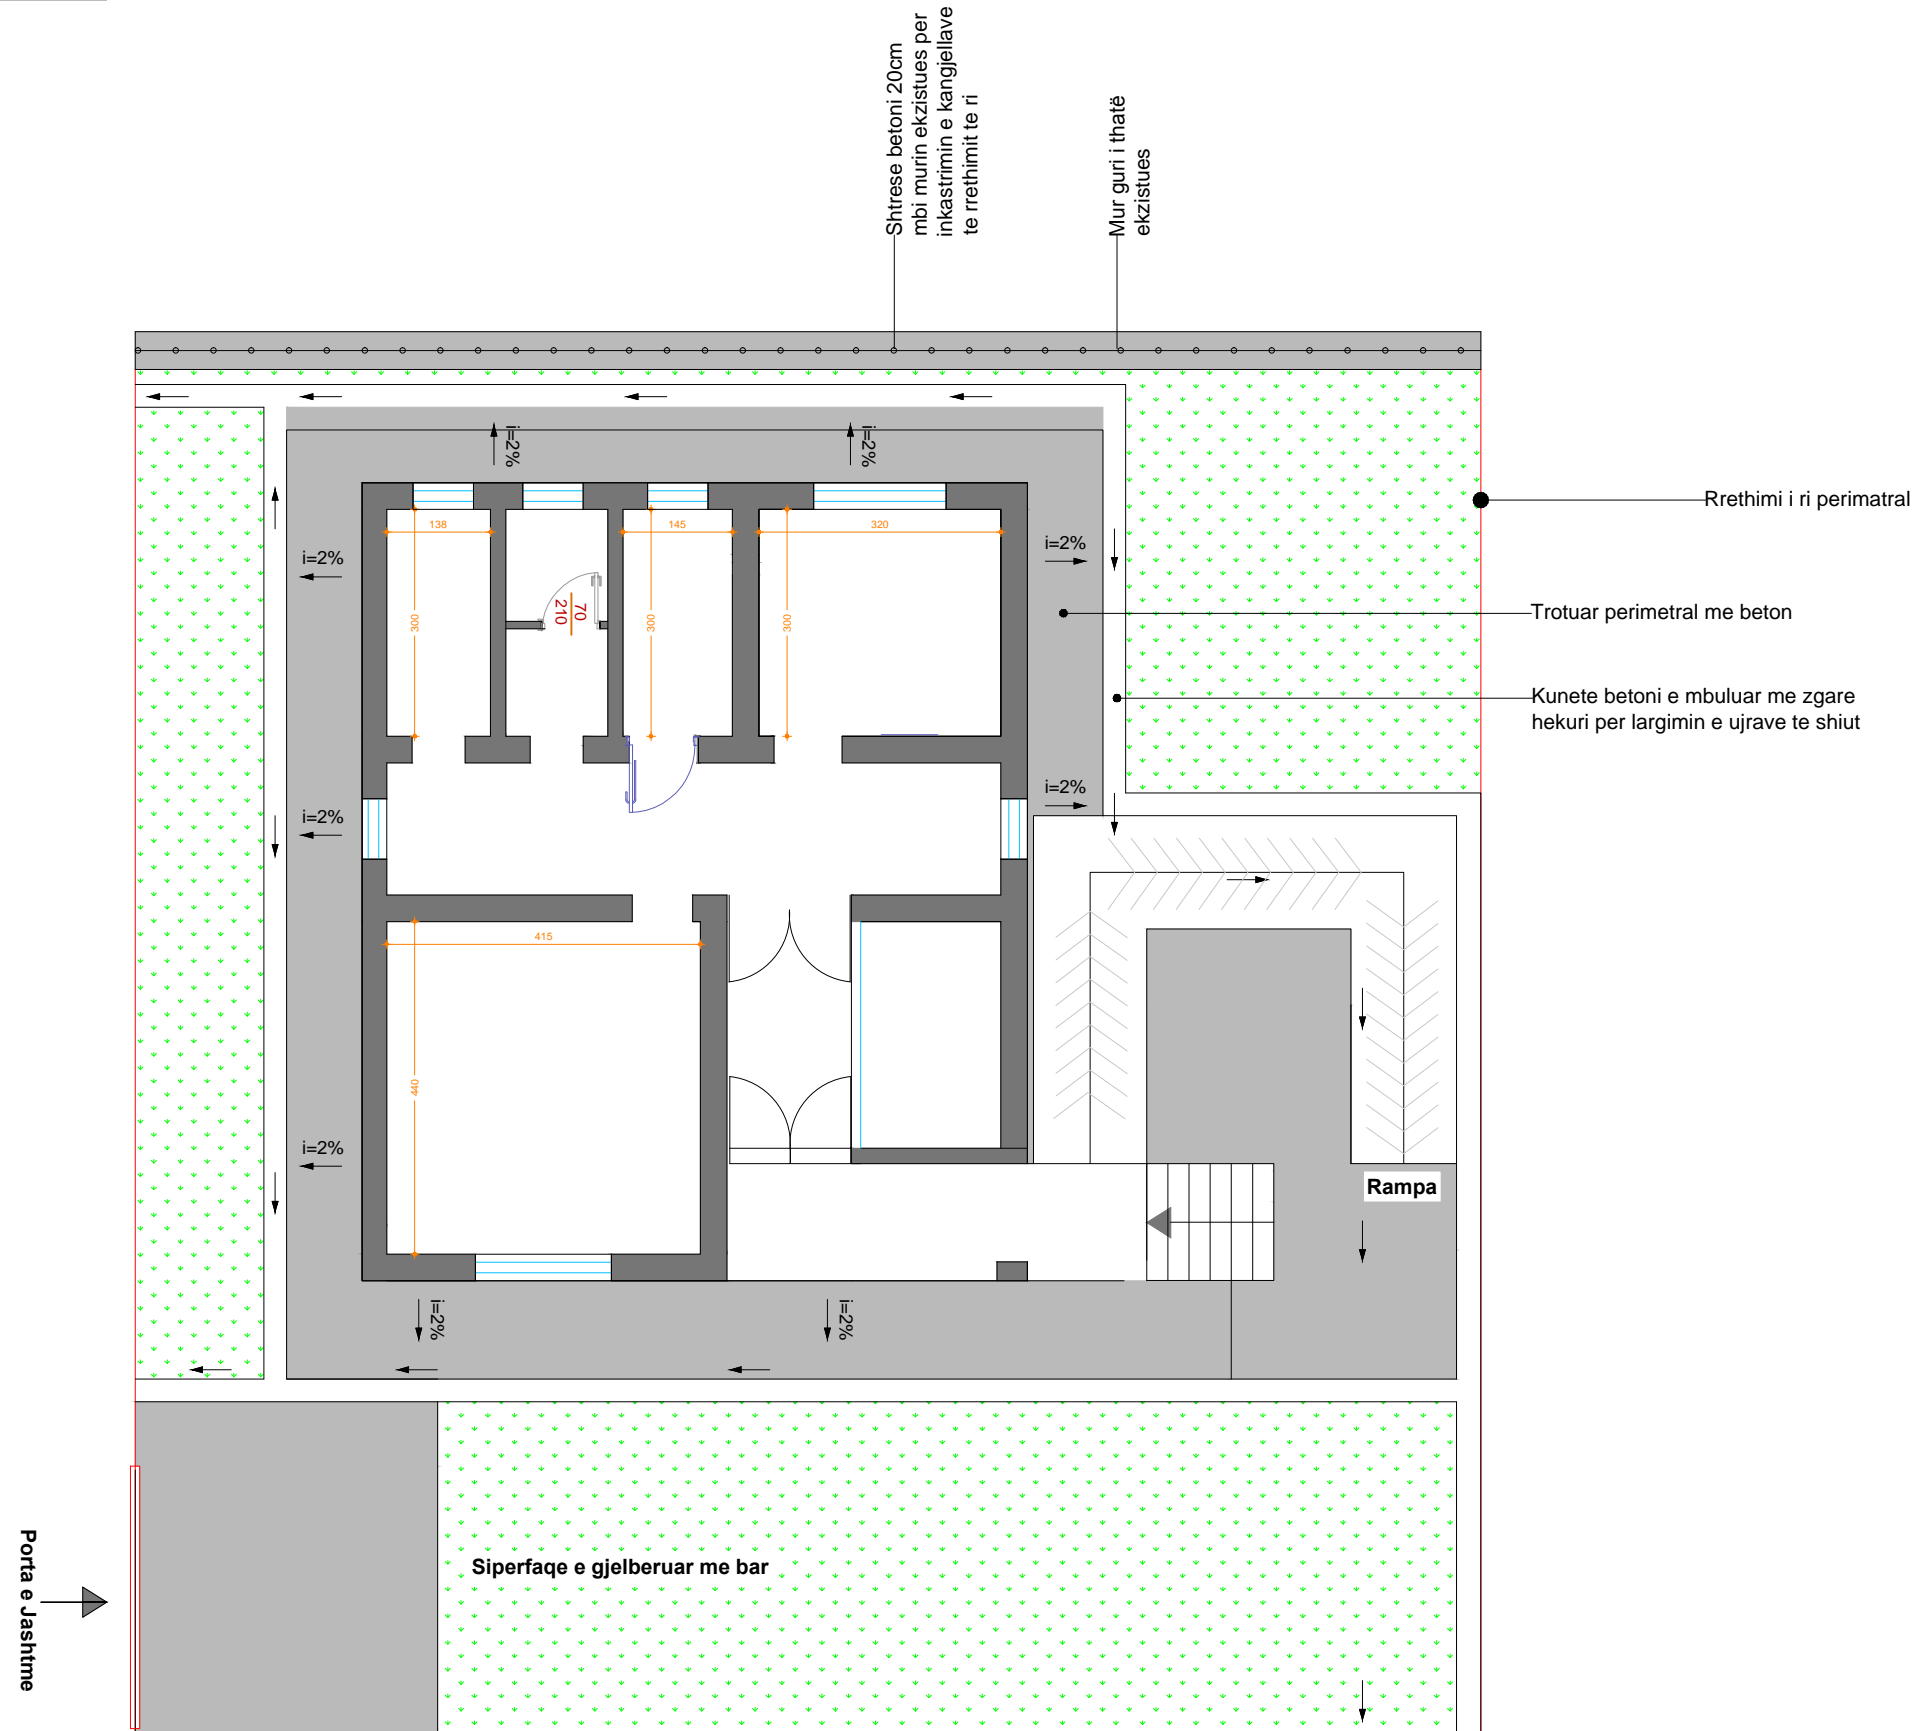 Shtrese betoni 20cm
mbi murin ekzistues per
inkastrimin e kangjellave
te rrethimit te ri
Mur guri i thatë
ekzistues
Rrethimi i ri perimatral
Trotuar perimetral me beton
Kunete betoni e mbuluar me zgare
hekuri per largimin e ujrave te shiut
i=2%
i=2%
i=2%
i=2%
138
145
320
300
300
300
70
210
i=2%
i=2%
415
440
i=2%
Rampa
i=2%
i=2%
Siperfaqe e gjelberuar me bar
Porta e Jashtme